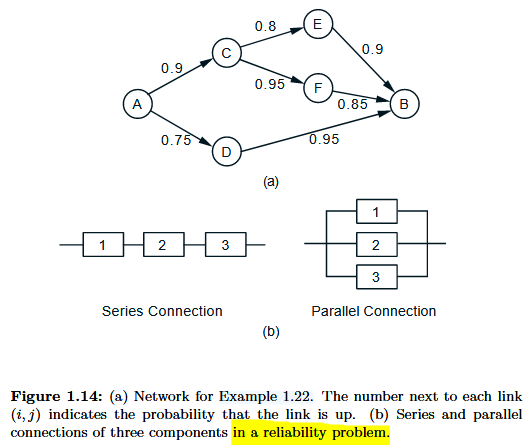 0.8
E
0.9
C
0.9
0.95
F
A
0.85
B
0.75
0.95
D
(a)
1
2
3
1
2
3
Series Connection
Parallel Connection
(b)
Figure 1.14: (a) Network for Example 1.22. The number next to each link
(i, j) indicates the probability that the link is up. (b) Series and parallel
connections of three components in a reliability problem.